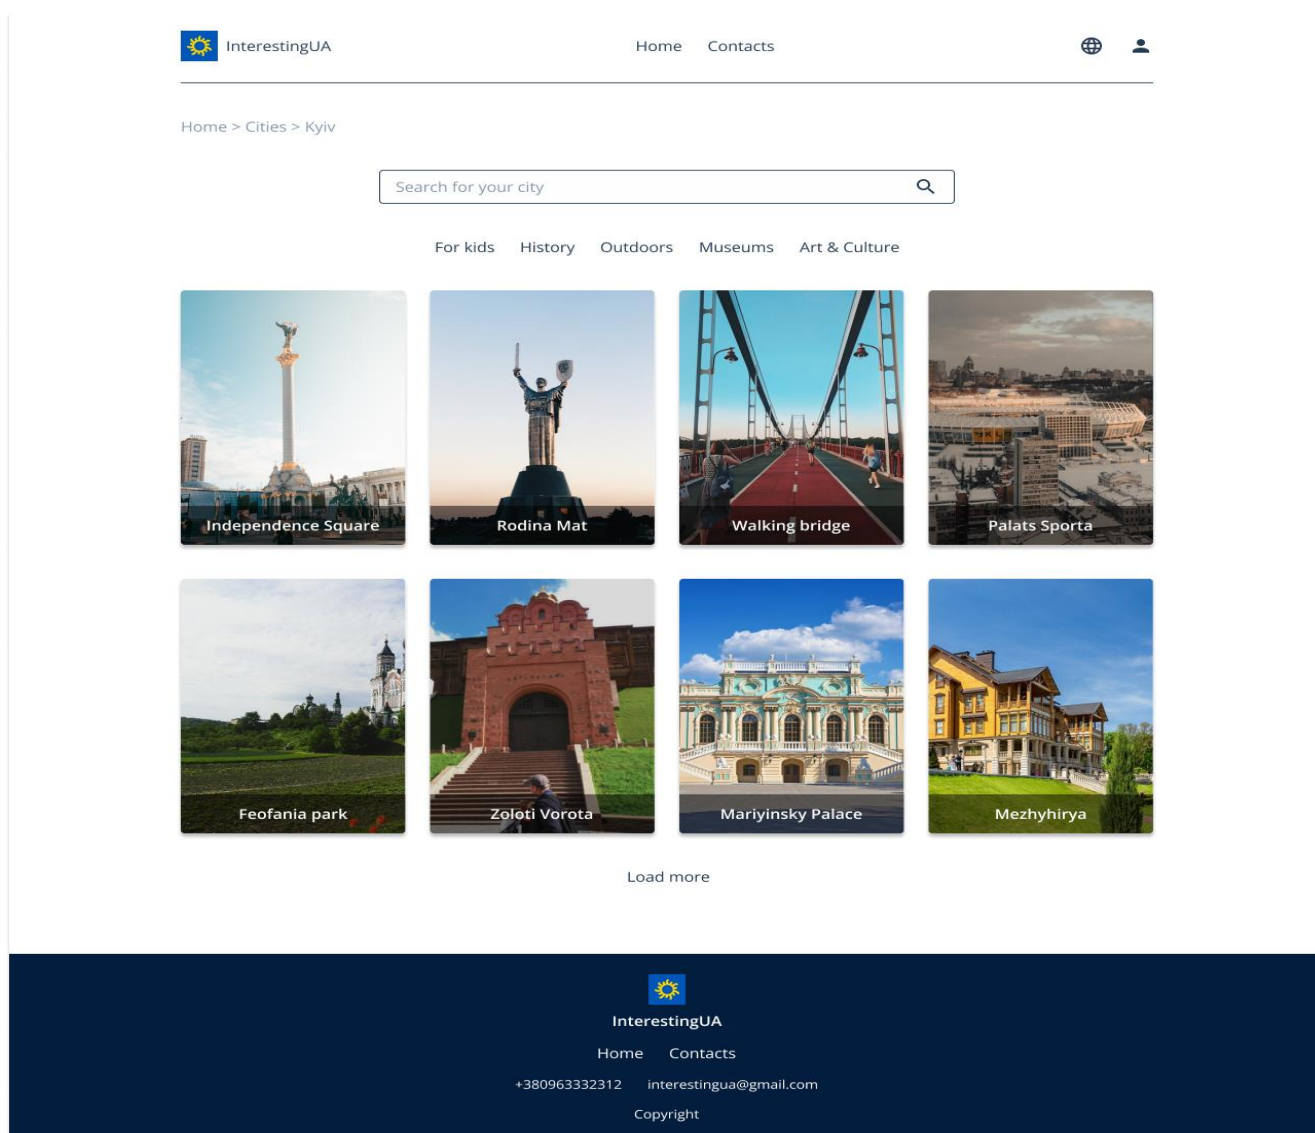 InterestingUA
Home Contacts
Home > Cities > Kyiv
Search for your city
For kids History Outdoors Museums Art & Culture
Independence Square
Rodina Mat
Walking bridge
Palats Sporta
Feofania park
Zoloti Vorota
Mariyinsky Palace
Mezhyhirya
Load more
InterestingUA
Home Contacts
+380963332312 interestingua@gmail.com
Copyright